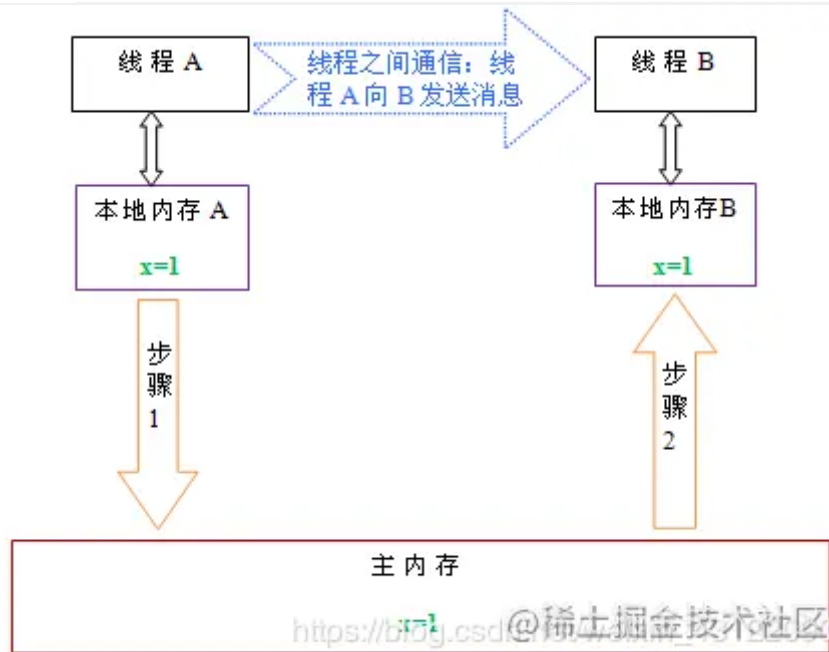 线程 A
线程之间通信：线
程 A 向 B 发送消息
线程 B
本地内存 A
x=1
本地内存B
x=1
步
骤
1
步
骤
2
主内存
x=1
@稀土掘金技术社区